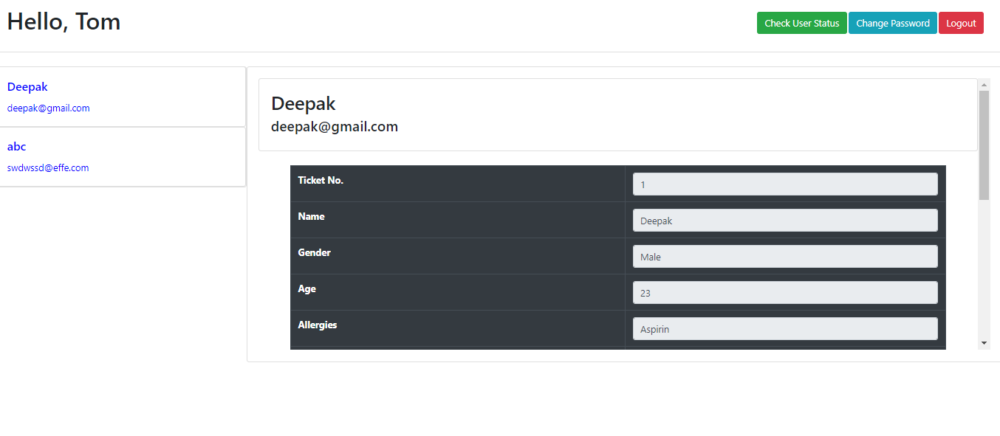 Hello, Tom
Check User Status Change Password Logout
Deepak
deepak@gmail.com
abc
swdwssd@effe.com
Deepak
deepak@gmail.com
Ticket No. 1
Name Deepak
Gender Male
Age 23
Allergies Aspirin